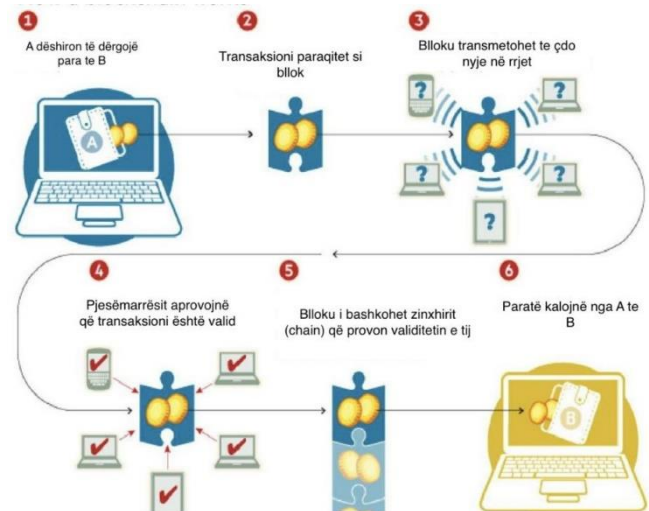 1
A dëshiron të dërgojë
para te B
2
Transaksioni paraqitet si
bllok
3
Blloku transmetohet te çdo
nyje në rrjet
?
?
?
?
?
4
Pjesëmarrësit aprovojnë
që transaksioni është valid
5
Blloku i bashkohet zinxhirit
(chain) që provon validitetin e tij
6
Paratë kalojnë nga A te
B
A
B